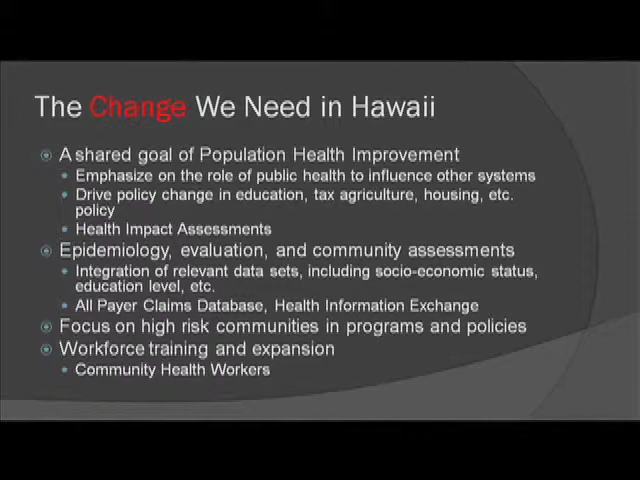 The Change We Need in Hawaii
A shared goal of Population Health Improvement
Emphasize on the role of public health to influence other systems
Drive policy change in education, tax agriculture, housing, etc.
policy
Health Impact Assessments
Epidemiology, evaluation, and community assessments
Integration of relevant data sets, including socio-economic status,
education level, etc.
All Payer Claims Database, Health Information Exchange
Focus on high risk communities in programs and policies
Workforce training and expansion
Community Health Workers